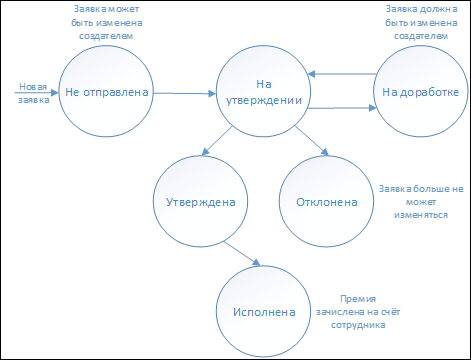 Заявка может
быть изменена
создателем
Заявка должна
быть изменена
создателем
Новая
заявка
Не отправлена
На
утверждении
На доработке
Утверждена
Отклонена
Заявка больше не
может
изменяться
Исполнена
Премия
зачислена на счёт
сотрудника